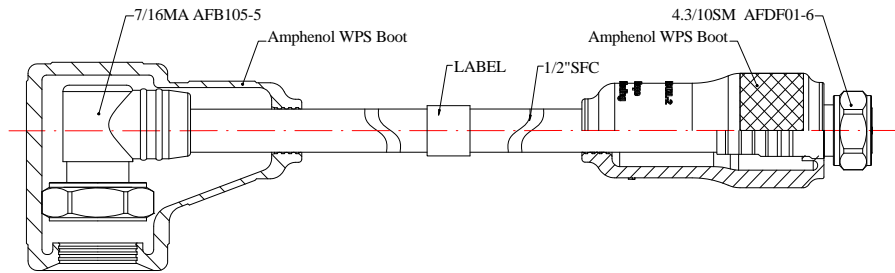 7/16MA AFB105-5
4.3/10SM AFDF01-6
Amphenol WPS Boot
Amphenol WPS Boot
LABEL
1/2"SFC